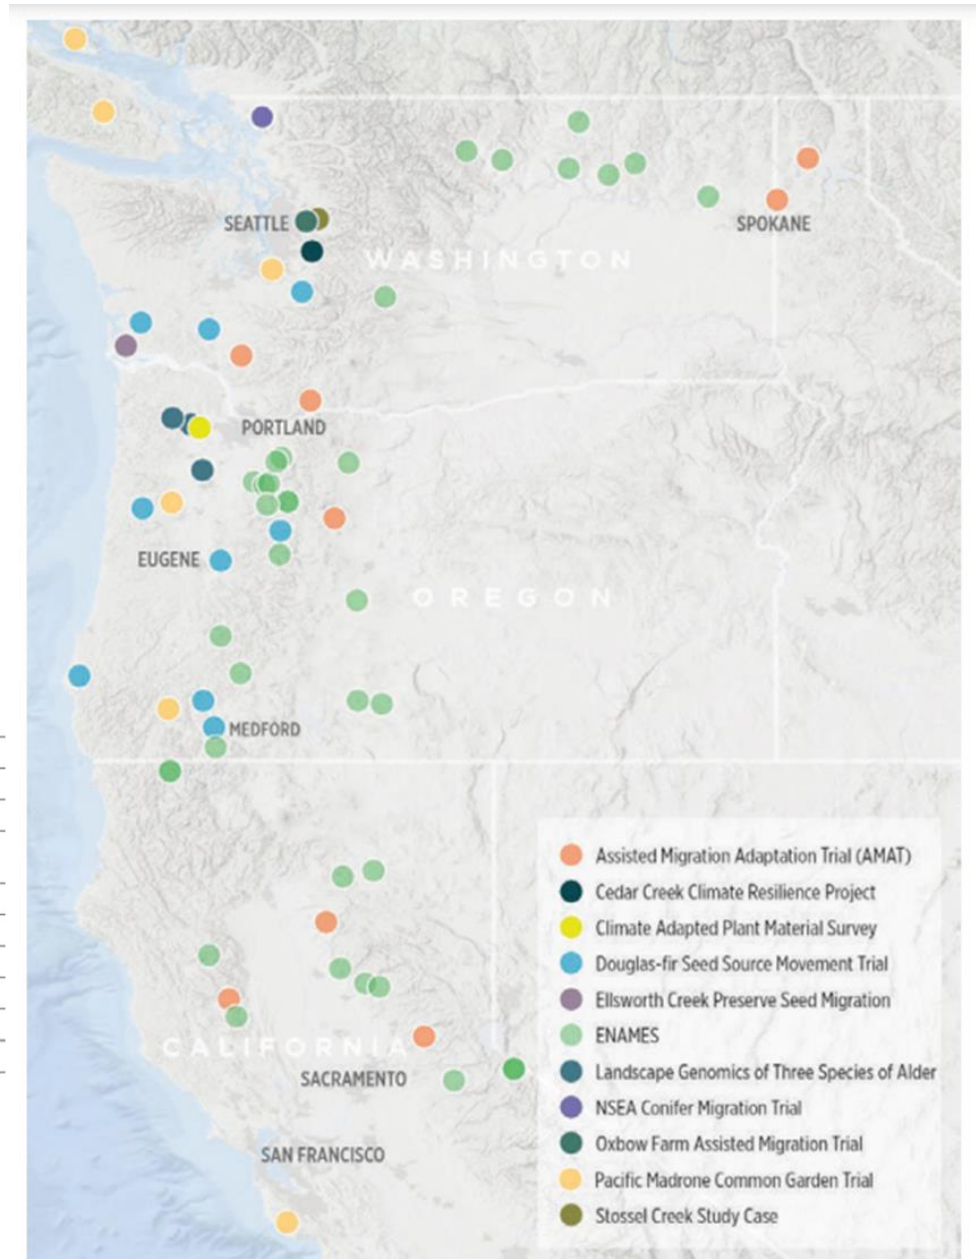 SEATTLE
SPOKANE
WASHINGTON
PORTLAND
EUGENE
OREGON
MEDFORD
Assisted Migration Adaptation Trial (AMAT)
Cedar Creek Climate Resilience Project
Climate Adapted Plant Material Survey
Douglas-fir Seed Source Movement Trial
Ellsworth Creek Preserve Seed Migration
ENAMES
CALIFORNIA
Landscape Genomics of Three Species of Alder
SACRAMENTO
NSEA Conifer Migration Trial
Oxbow Farm Assisted Migration Trial
SAN FRANCISCO
Pacific Madrone Common Garden Trial
Stossel Creek Study Case